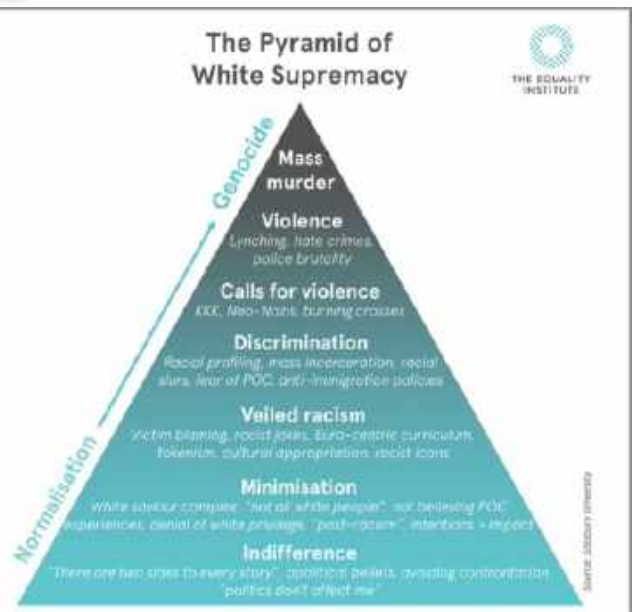 The Pyramid of
White Supremacy
THE EQUALITY
INSTITUTE
Genocide
Mass
murder
Violence
Lynching, hate crimes,
police brutality
Calls for violence
KKK, Neo-Nazis, burning crosses
Discrimination
Racial profiling, mass incarceration, racial
slurs, fear of POC, anti-immigration policies
Veiled racism
Victim blaming, racist jokes, Euro-centric curriculum,
tokenism, cultural appropriation, racist icons
Normalisation
Minimisation
White saviour complex, "not all white people", not believing POC
experiences, denial of white privilege, "post-racism", intentions > impact
Indifference
"There are two sides to every story", apolitical beliefs, avoiding confrontation
"politics don't affect me"
Source: Salisbury University